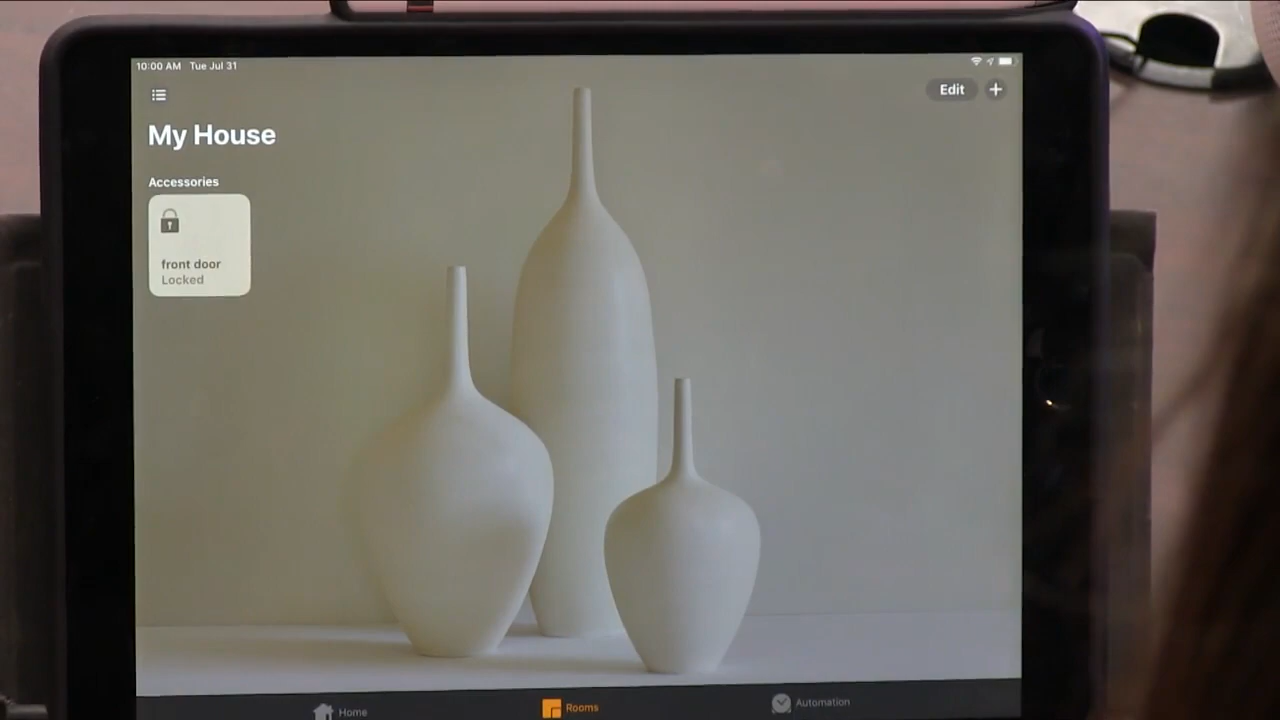 10:00 AM Tue Jul 31
Edit
My House
Accessories
front door
Locked
Home
Rooms
Automation